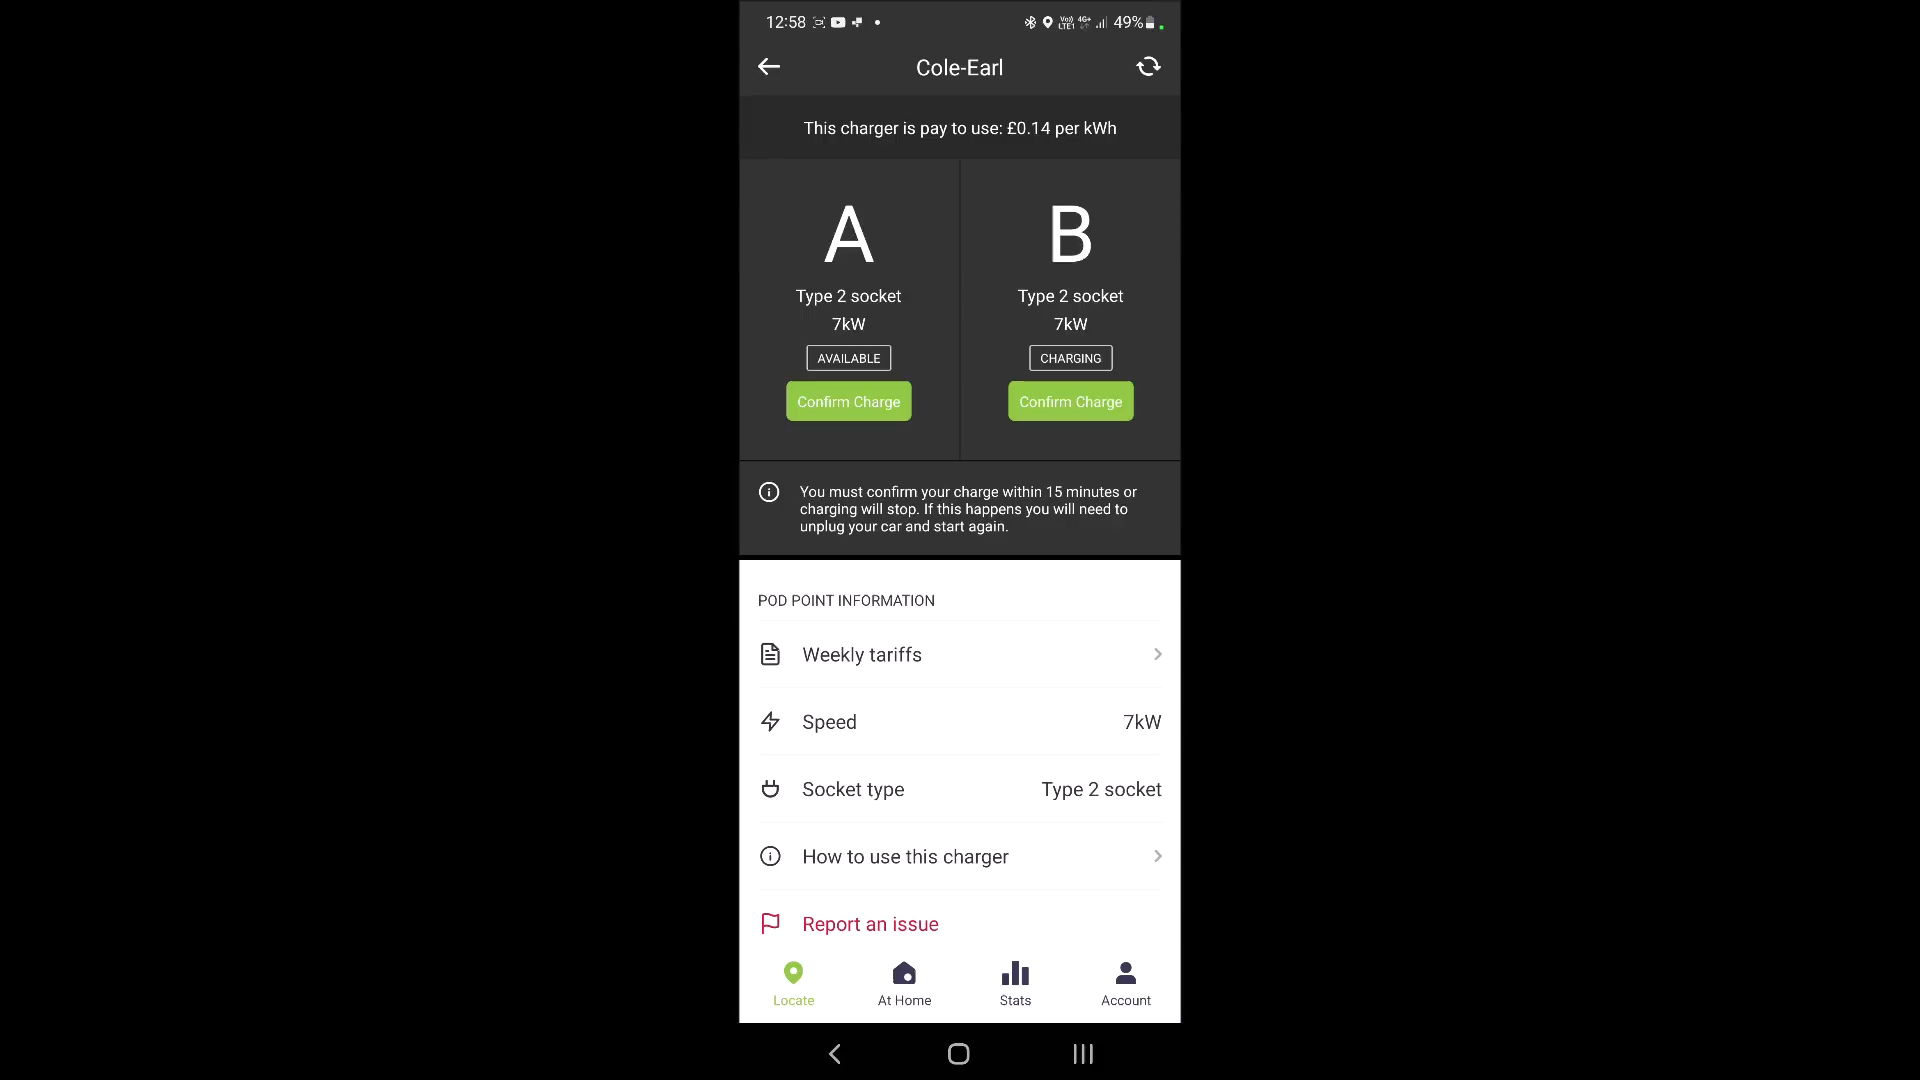 12:58 Vo)) LTE1 4G+ 49%
Cole-Earl
This charger is pay to use: £0.14 per kWh
A
Type 2 socket
7kW
AVAILABLE
Confirm Charge
B
Type 2 socket
7kW
CHARGING
Confirm Charge
You must confirm your charge within 15 minutes or
charging will stop. If this happens you will need to
unplug your car and start again.
POD POINT INFORMATION
Weekly tariffs
Speed 7kW
Socket type Type 2 socket
How to use this charger
Report an issue
Locate At Home Stats Account